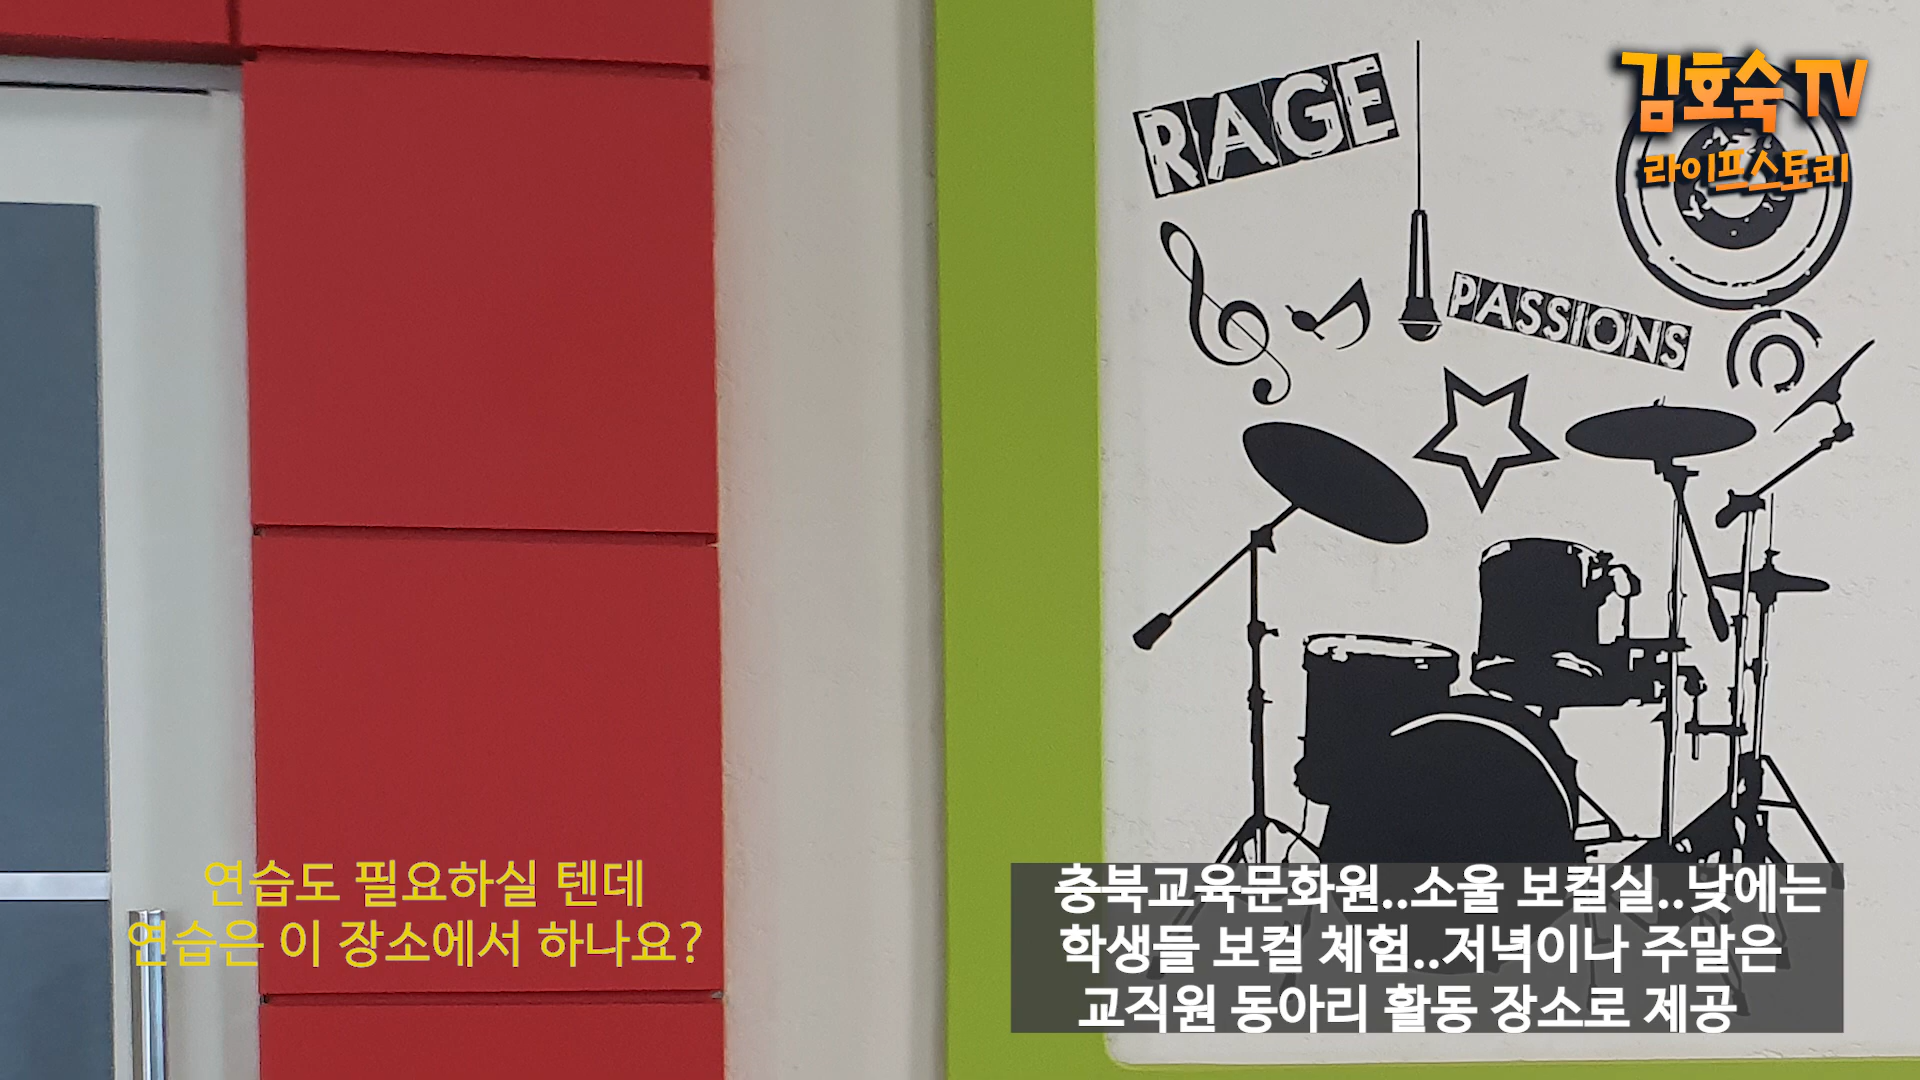 김호숙 TV
라이프스토리
RAGE
PASSIONS
연습도 필요하실 텐데
연습은 이 장소에서 하나요?
충북교육문화원..소울 보컬실..낮에는
학생들 보컬 체험..저녁이나 주말은
교직원 동아리 활동 장소로 제공